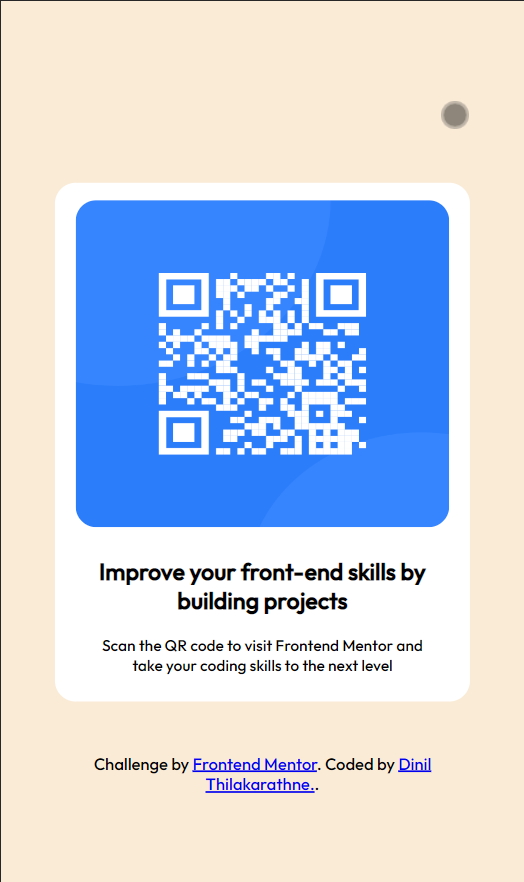 Improve your front-end skills by
building projects
Scan the QR code to visit Frontend Mentor and
take your coding skills to the next level
Challenge by Frontend Mentor. Coded by Dinil
Thilakarathne..